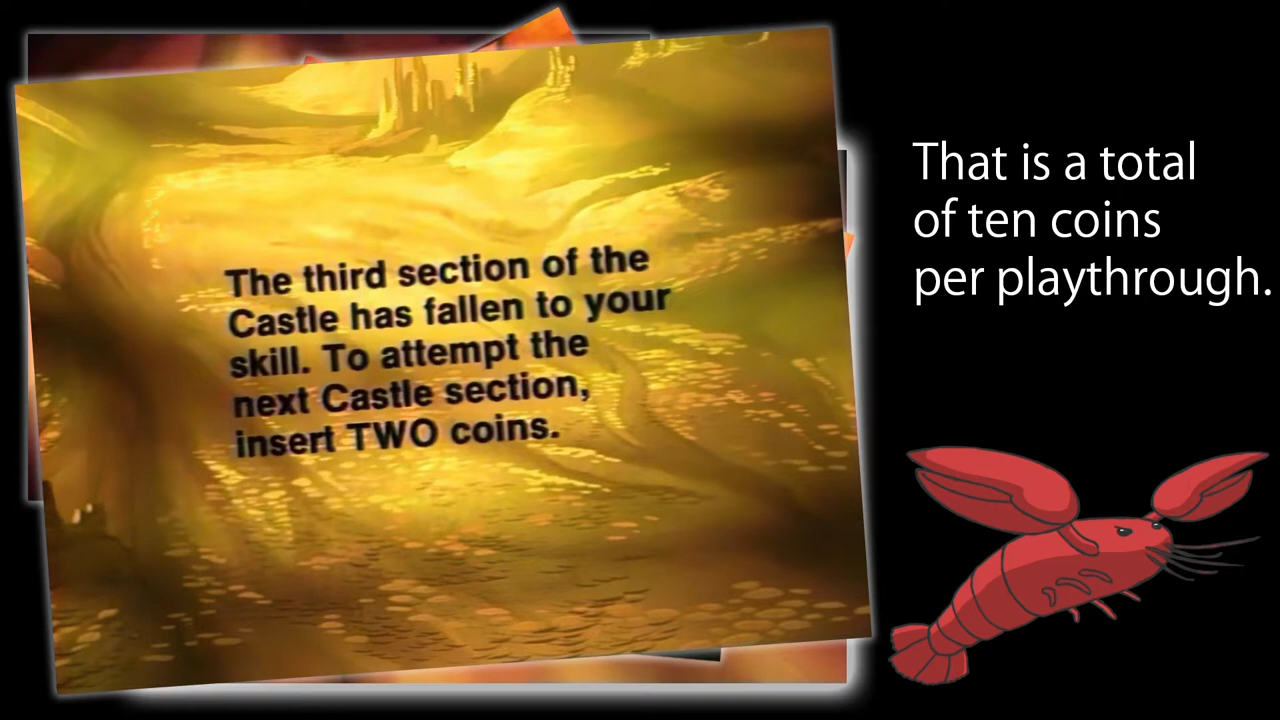 The third section of the
Castle has fallen to your
skill. To attempt the
next Castle section,
insert TWO coins.
That is a total
of ten coins
per playthrough.